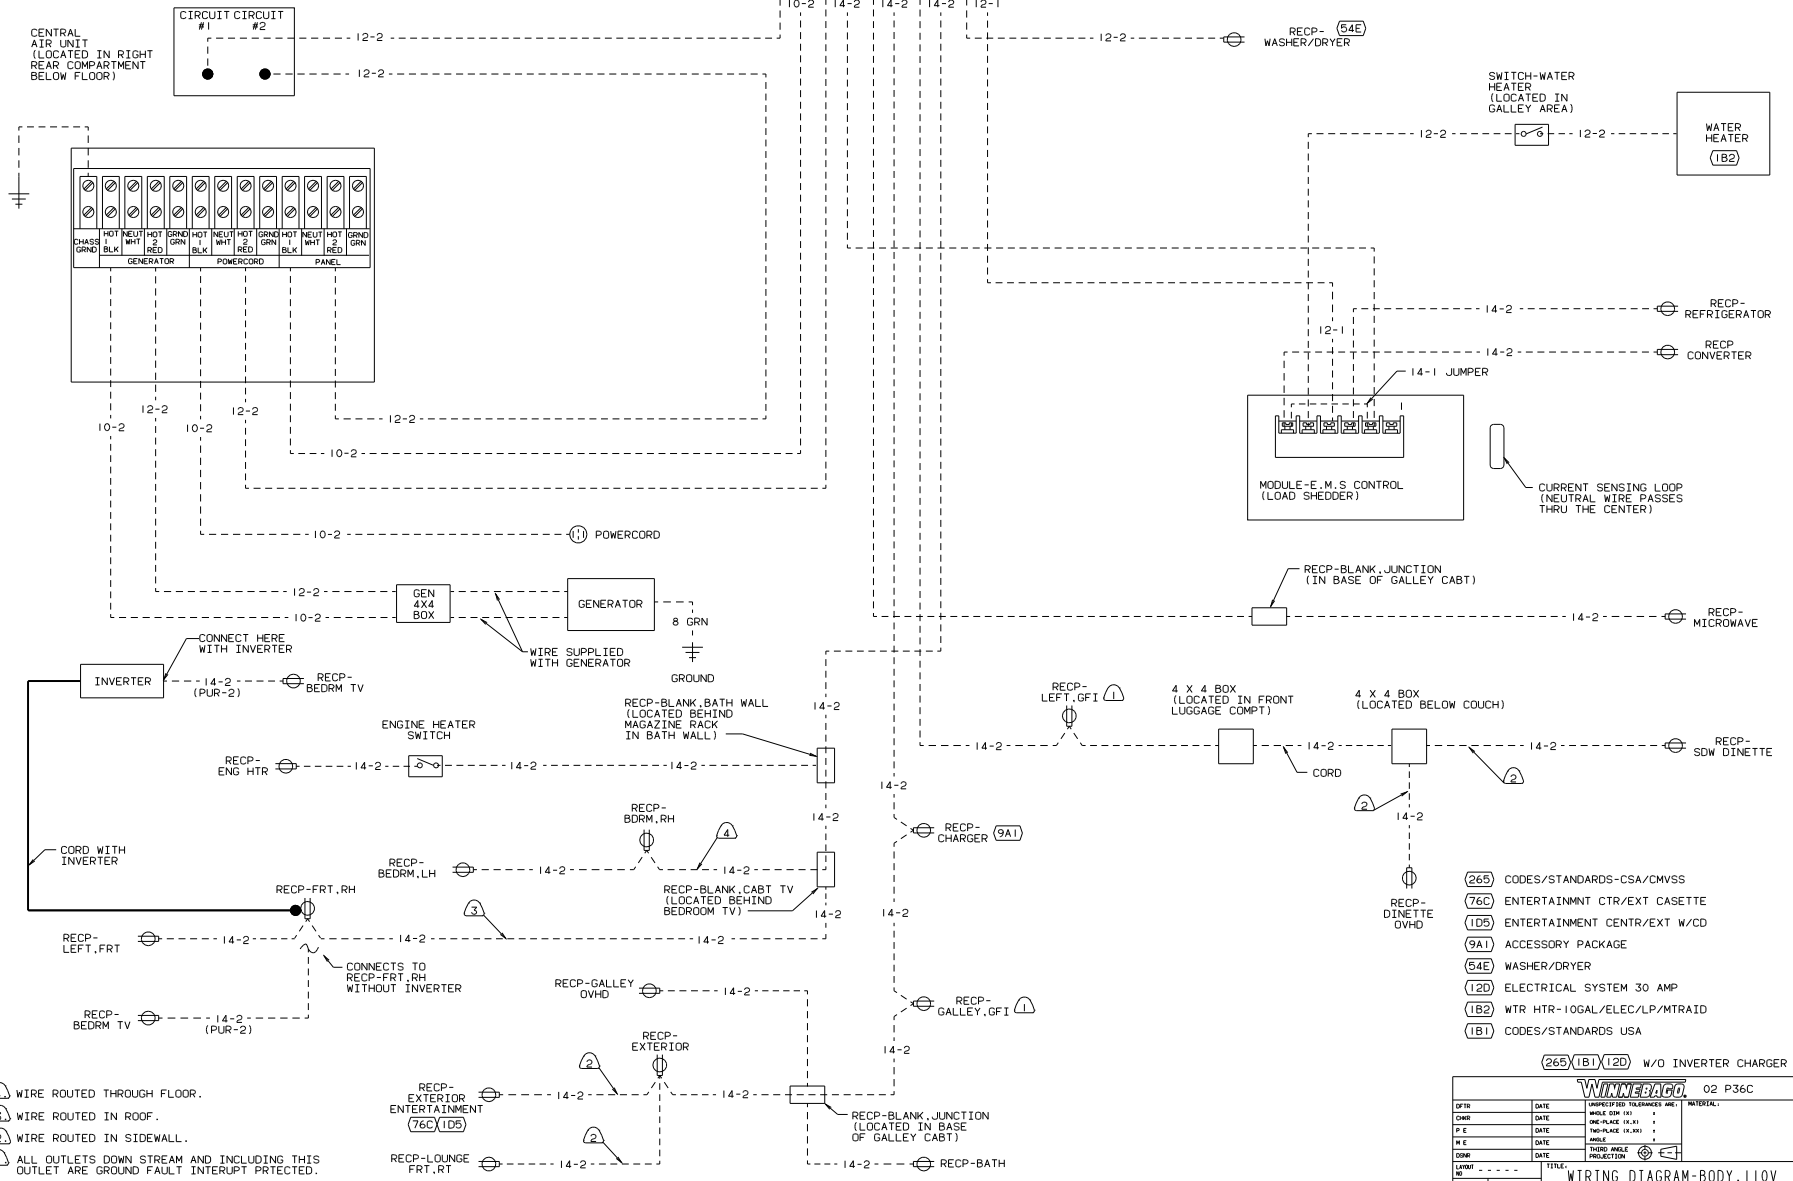 10-2 14-2 14-2 14-2 12-1
CIRCUIT CIRCUIT
#1 #2
CENTRAL
AIR UNIT
(LOCATED IN RIGHT
REAR COMPARTMENT
BELOW FLOOR)
12-2
12-2
12-2
RECP-
WASHER/DRYER
54E
SWITCH-WATER
HEATER
(LOCATED IN
GALLEY AREA)
12-2
12-2
WATER
HEATER
1B2
CHASS
GRND
HOT
1
BLK
NEUT
WHT
HOT
2
RED
GRND
GRN
HOT
1
BLK
NEUT
WHT
HOT
2
RED
GRND
GRN
HOT
1
BLK
NEUT
WHT
HOT
2
RED
GRND
GRN
GENERATOR
POWERCORD
PANEL
14-2
RECP-
REFRIGERATOR
12-1
14-2
RECP
CONVERTER
14-1 JUMPER
12-2
12-2
12-2
10-2
10-2
10-2
MODULE-E.M.S CONTROL
(LOAD SHEDDER)
CURRENT SENSING LOOP
(NEUTRAL WIRE PASSES
THRU THE CENTER)
10-2
POWERCORD
RECP-BLANK,JUNCTION
(IN BASE OF GALLEY CABT)
12-2
GEN
4X4
BOX
GENERATOR
10-2
8 GRN
14-2
RECP-
MICROWAVE
CONNECT HERE
WITH INVERTER
WIRE SUPPLIED
WITH GENERATOR
GROUND
INVERTER
14-2
(PUR-2)
RECP-
BEDRM TV
RECP-BLANK,BATH WALL
(LOCATED BEHIND
MAGAZINE RACK
IN BATH WALL)
14-2
RECP-
LEFT,GFI
1
4 X 4 BOX
(LOCATED IN FRONT
LUGGAGE COMPT)
4 X 4 BOX
(LOCATED BELOW COUCH)
ENGINE HEATER
SWITCH
14-2
14-2
14-2
RECP-
SDW DINETTE
CORD
2
RECP-
ENG HTR
14-2
14-2
14-2
14-2
2
14-2
RECP-
BDRM,RH
4
14-2
RECP-
CHARGER
9A1
CORD WITH
INVERTER
RECP-
BEDRM,LH
14-2
14-2
RECP-BLANK,CABT TV
(LOCATED BEHIND
BEDROOM TV)
14-2
RECP-
DINETTE
OVHD
265 CODES/STANDARDS-CSA/CMVSS
76C ENTERTAINMNT CTR/EXT CASETTE
1D5 ENTERTAINMENT CENTR/EXT W/CD
9A1 ACCESSORY PACKAGE
54E WASHER/DRYER
12D ELECTRICAL SYSTEM 30 AMP
1B2 WTR HTR-10GAL/ELEC/LP/MTRAID
1B1 CODES/STANDARDS USA
RECP-FRT,RH
3
RECP-
LEFT,FRT
14-2
14-2
14-2
CONNECTS TO
RECP-FRT,RH
WITHOUT INVERTER
RECP-
BEDRM TV
14-2
(PUR-2)
RECP-GALLEY
OVHD
14-2
RECP-
GALLEY,GFI
1
14-2
RECP-
EXTERIOR
2
RECP-
EXTERIOR
ENTERTAINMENT
76C 1D5
14-2
14-2
RECP-BLANK,JUNCTION
(LOCATED IN BASE
OF GALLEY CABT)
2
RECP-LOUNGE
FRT,RT
14-2
14-2
RECP-BATH
WIRE ROUTED THROUGH FLOOR.
WIRE ROUTED IN ROOF.
WIRE ROUTED IN SIDEWALL.
ALL OUTLETS DOWN STREAM AND INCLUDING THIS
OUTLET ARE GROUND FAULT INTERUPT PRTECTED.
265 1B1 12D W/O INVERTER CHARGER
WINNEBAGO. 02 P36C
DFTR DATE
CHKR DATE
P E DATE
M E DATE
DSNR DATE
UNSPECIFIED TOLERANCES ARE:
WHOLE DIM (X) ±
ONE-PLACE (X.X) ±
TWO-PLACE (X.XX) ±
ANGLE ±
THIRD ANGLE
PROJECTION
MATERIAL:
LAYOUT
NO
TITLE:
WIRING DIAGRAM-BODY,110V